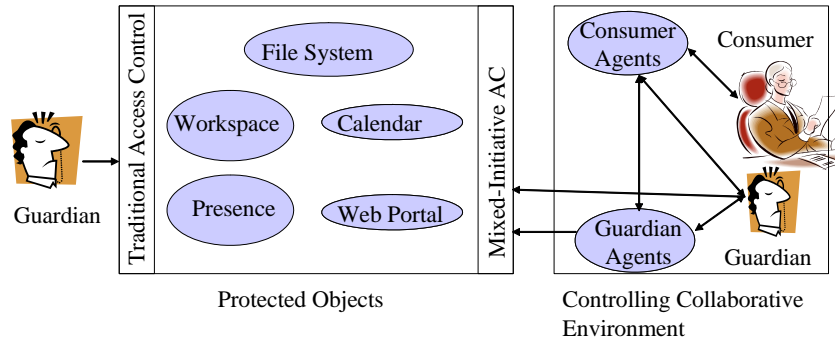 Guardian
Traditional Access Control
File System
Workspace
Calendar
Presence
Web Portal
Mixed-Initiative AC
Protected Objects
Consumer
Agents
Consumer
Guardian
Agents
Guardian
Controlling Collaborative
Environment